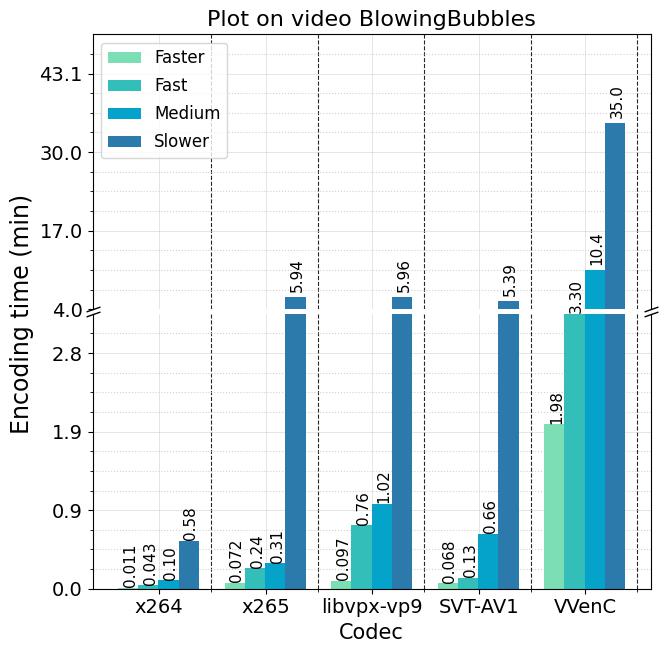 Plot on video BlowingBubbles
Faster
Fast
Medium
Slower
Encoding time (min)
43.1
30.0
17.0
4.0
4.0
2.8
1.9
0.9
0.0
0.011
0.043
0.10
0.58
0.072
0.24
0.31
5.94
0.097
0.76
1.02
5.96
0.068
0.13
0.66
5.39
1.98
3.30
10.4
35.0
x264
x265
libvpx-vp9
SVT-AV1
VVenC
Codec